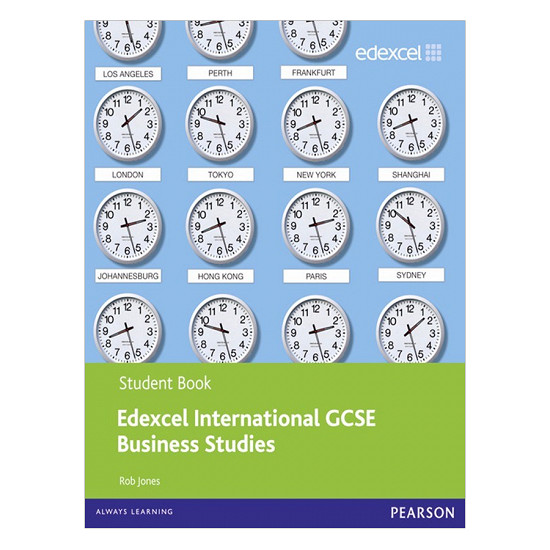 edexcel
LOS ANGELES
PERTH
FRANKFURT
LONDON
TOKYO
NEW YORK
SHANGHAI
JOHANNESBURG
HONG KONG
PARIS
SYDNEY
Student Book
Edexcel International GCSE
Business Studies
Rob Jones
ALWAYS LEARNING
PEARSON